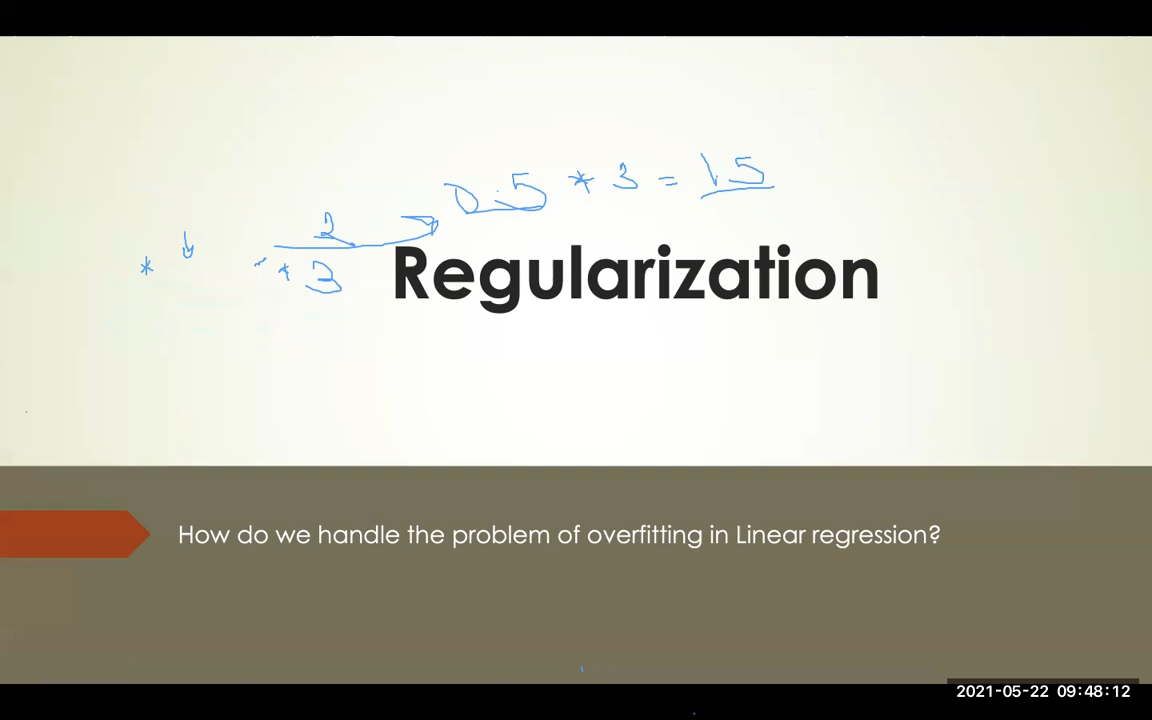 0.5 * 3 = 1.5
2
* * 3
Regularization
How do we handle the problem of overfitting in Linear regression?
2021-05-22 09:48:12